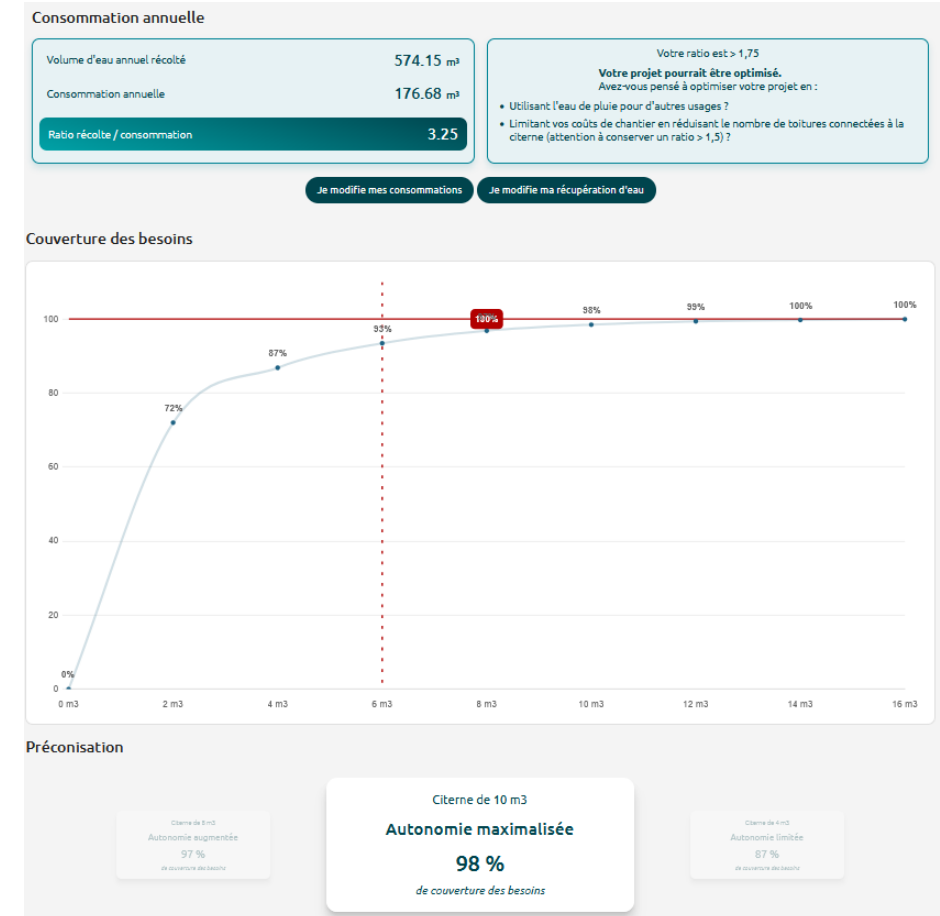 Consommation annuelle
Volume d'eau annuel récolté 574.15 m³
Consommation annuelle 176.68 m³
Ratio récolte / consommation 3.25
Votre ratio est > 1,75
Votre projet pourrait être optimisé.
Avez-vous pensé à optimiser votre projet en :
• Utilisant l'eau de pluie pour d'autres usages ?
• Limitant vos coûts de chantier en réduisant le nombre de toitures connectées à la
citerne (attention à conserver un ratio > 1,5) ?
Je modifie mes consommations
Je modifie ma récupération d'eau
Couverture des besoins
100
80
60
40
20
0
0%
72%
87%
93%
100%
98%
99%
100%
100%
0 m3
2 m3
4 m3
6 m3
8 m3
10 m3
12 m3
14 m3
16 m3
Préconisation
Citerne de 8 m3
Autonomie augmentée
97 %
de couverture des besoins
Citerne de 10 m3
Autonomie maximalisée
98 %
de couverture des besoins
Citerne de 4 m3
Autonomie limitée
87 %
de couverture des besoins